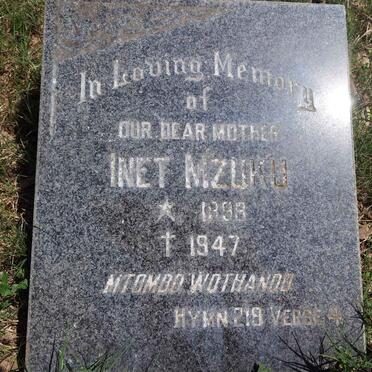 In Loving Memory
of
OUR DEAR MOTHER
INET MZUKU
★ 1898
† 1947
MTOMBO WOTHANDO
HYMN 219 VERSE 4